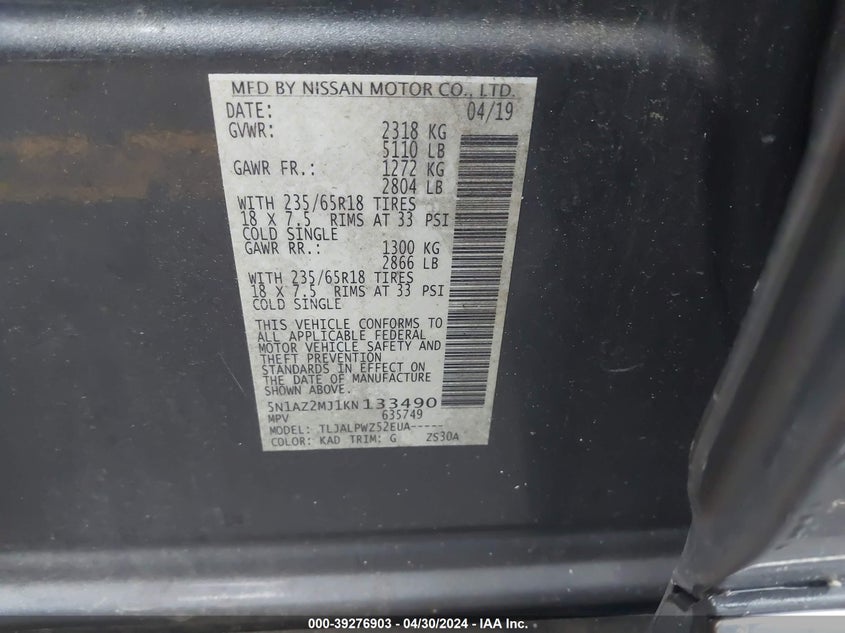 MFD BY NISSAN MOTOR CO., LTD.
DATE: 04/19
GVWR: 2318 KG
5110 LB
GAWR FR.: 1272 KG
2804 LB
WITH 235/65R18 TIRES
18 X 7.5 RIMS AT 33 PSI
COLD SINGLE
GAWR RR.: 1300 KG
2866 LB
WITH 235/65R18 TIRES
18 X 7.5 RIMS AT 33 PSI
COLD SINGLE
THIS VEHICLE CONFORMS TO
ALL APPLICABLE FEDERAL
MOTOR VEHICLE SAFETY AND
THEFT PREVENTION
STANDARDS IN EFFECT ON
THE DATE OF MANUFACTURE
SHOWN ABOVE.
5N1AZ2MJ1KN133490
MPV 635749
MODEL: TLJALPWZ52EUA-----
COLOR: KAD TRIM: G ZS30A
000-39276903 - 04/30/2024 - IAA Inc.